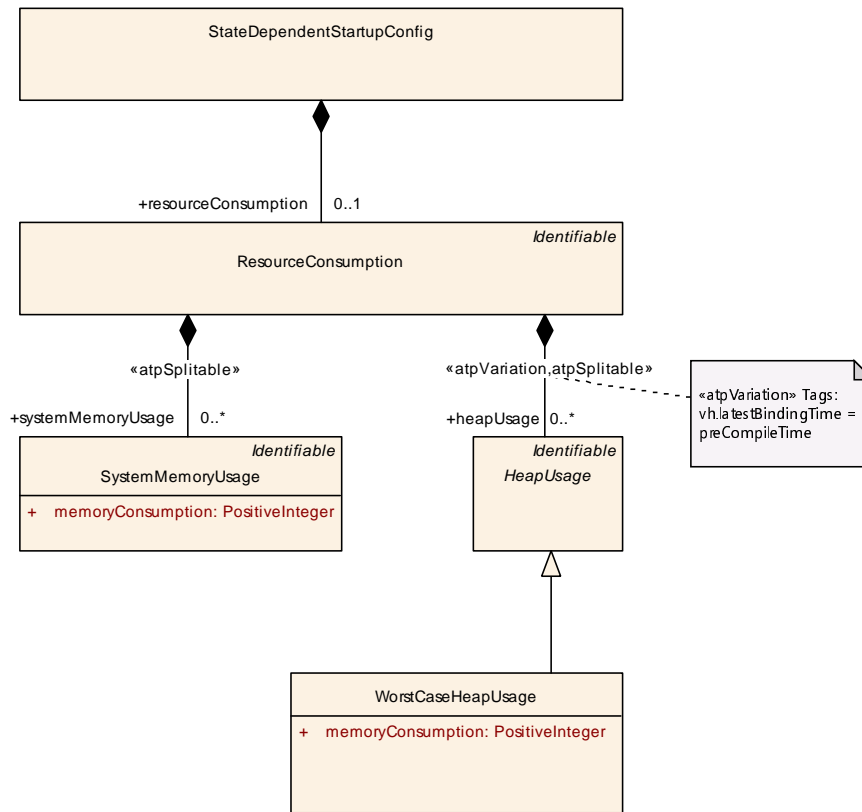 StateDependentStartupConfig
+resourceConsumption 0..1
Identifiable
ResourceConsumption
«atpSplitable»
«atpVariation,atpSplitable»
+systemMemoryUsage 0..*
+heapUsage 0..*
«atpVariation» Tags:
vh.latestBindingTime =
preCompileTime
Identifiable
SystemMemoryUsage
+ memoryConsumption: PositiveInteger
Identifiable
HeapUsage
WorstCaseHeapUsage
+ memoryConsumption: PositiveInteger